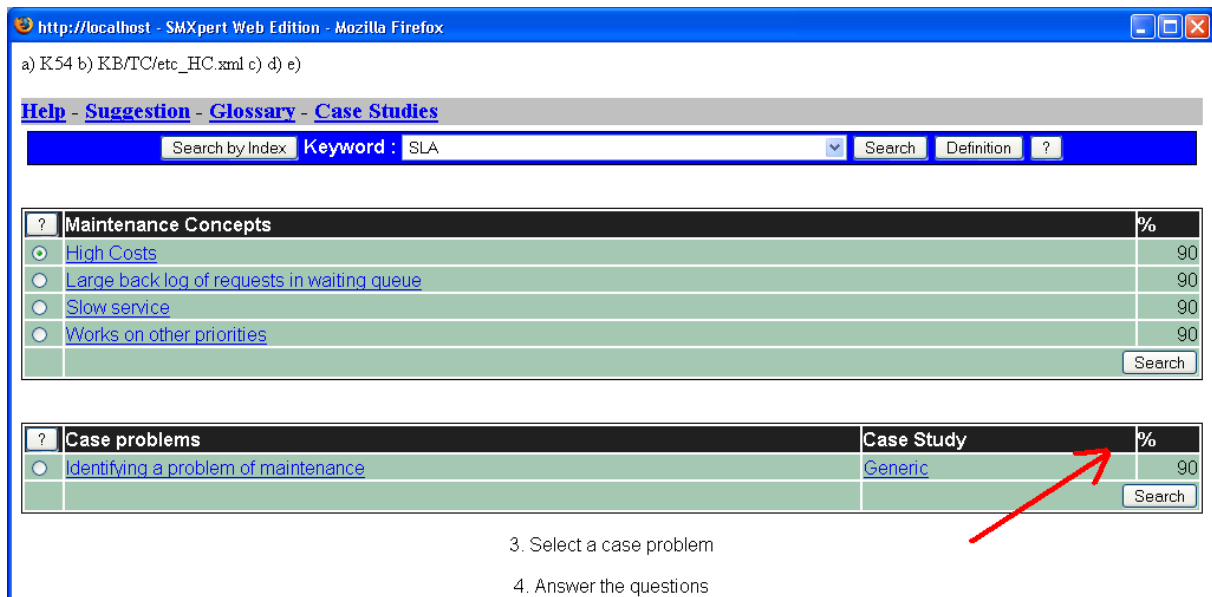 http://localhost - SMXpert Web Edition - Mozilla Firefox
a) K54 b) KB/TC/etc_HC.xml c) d) e)
Help - Suggestion - Glossary - Case Studies
Search by Index Keyword : SLA Search Definition ?
? Maintenance Concepts %
High Costs 90
Large back log of requests in waiting queue 90
Slow service 90
Works on other priorities 90
Search
? Case problems Case Study %
Identifying a problem of maintenance Generic 90
Search
3. Select a case problem
4. Answer the questions